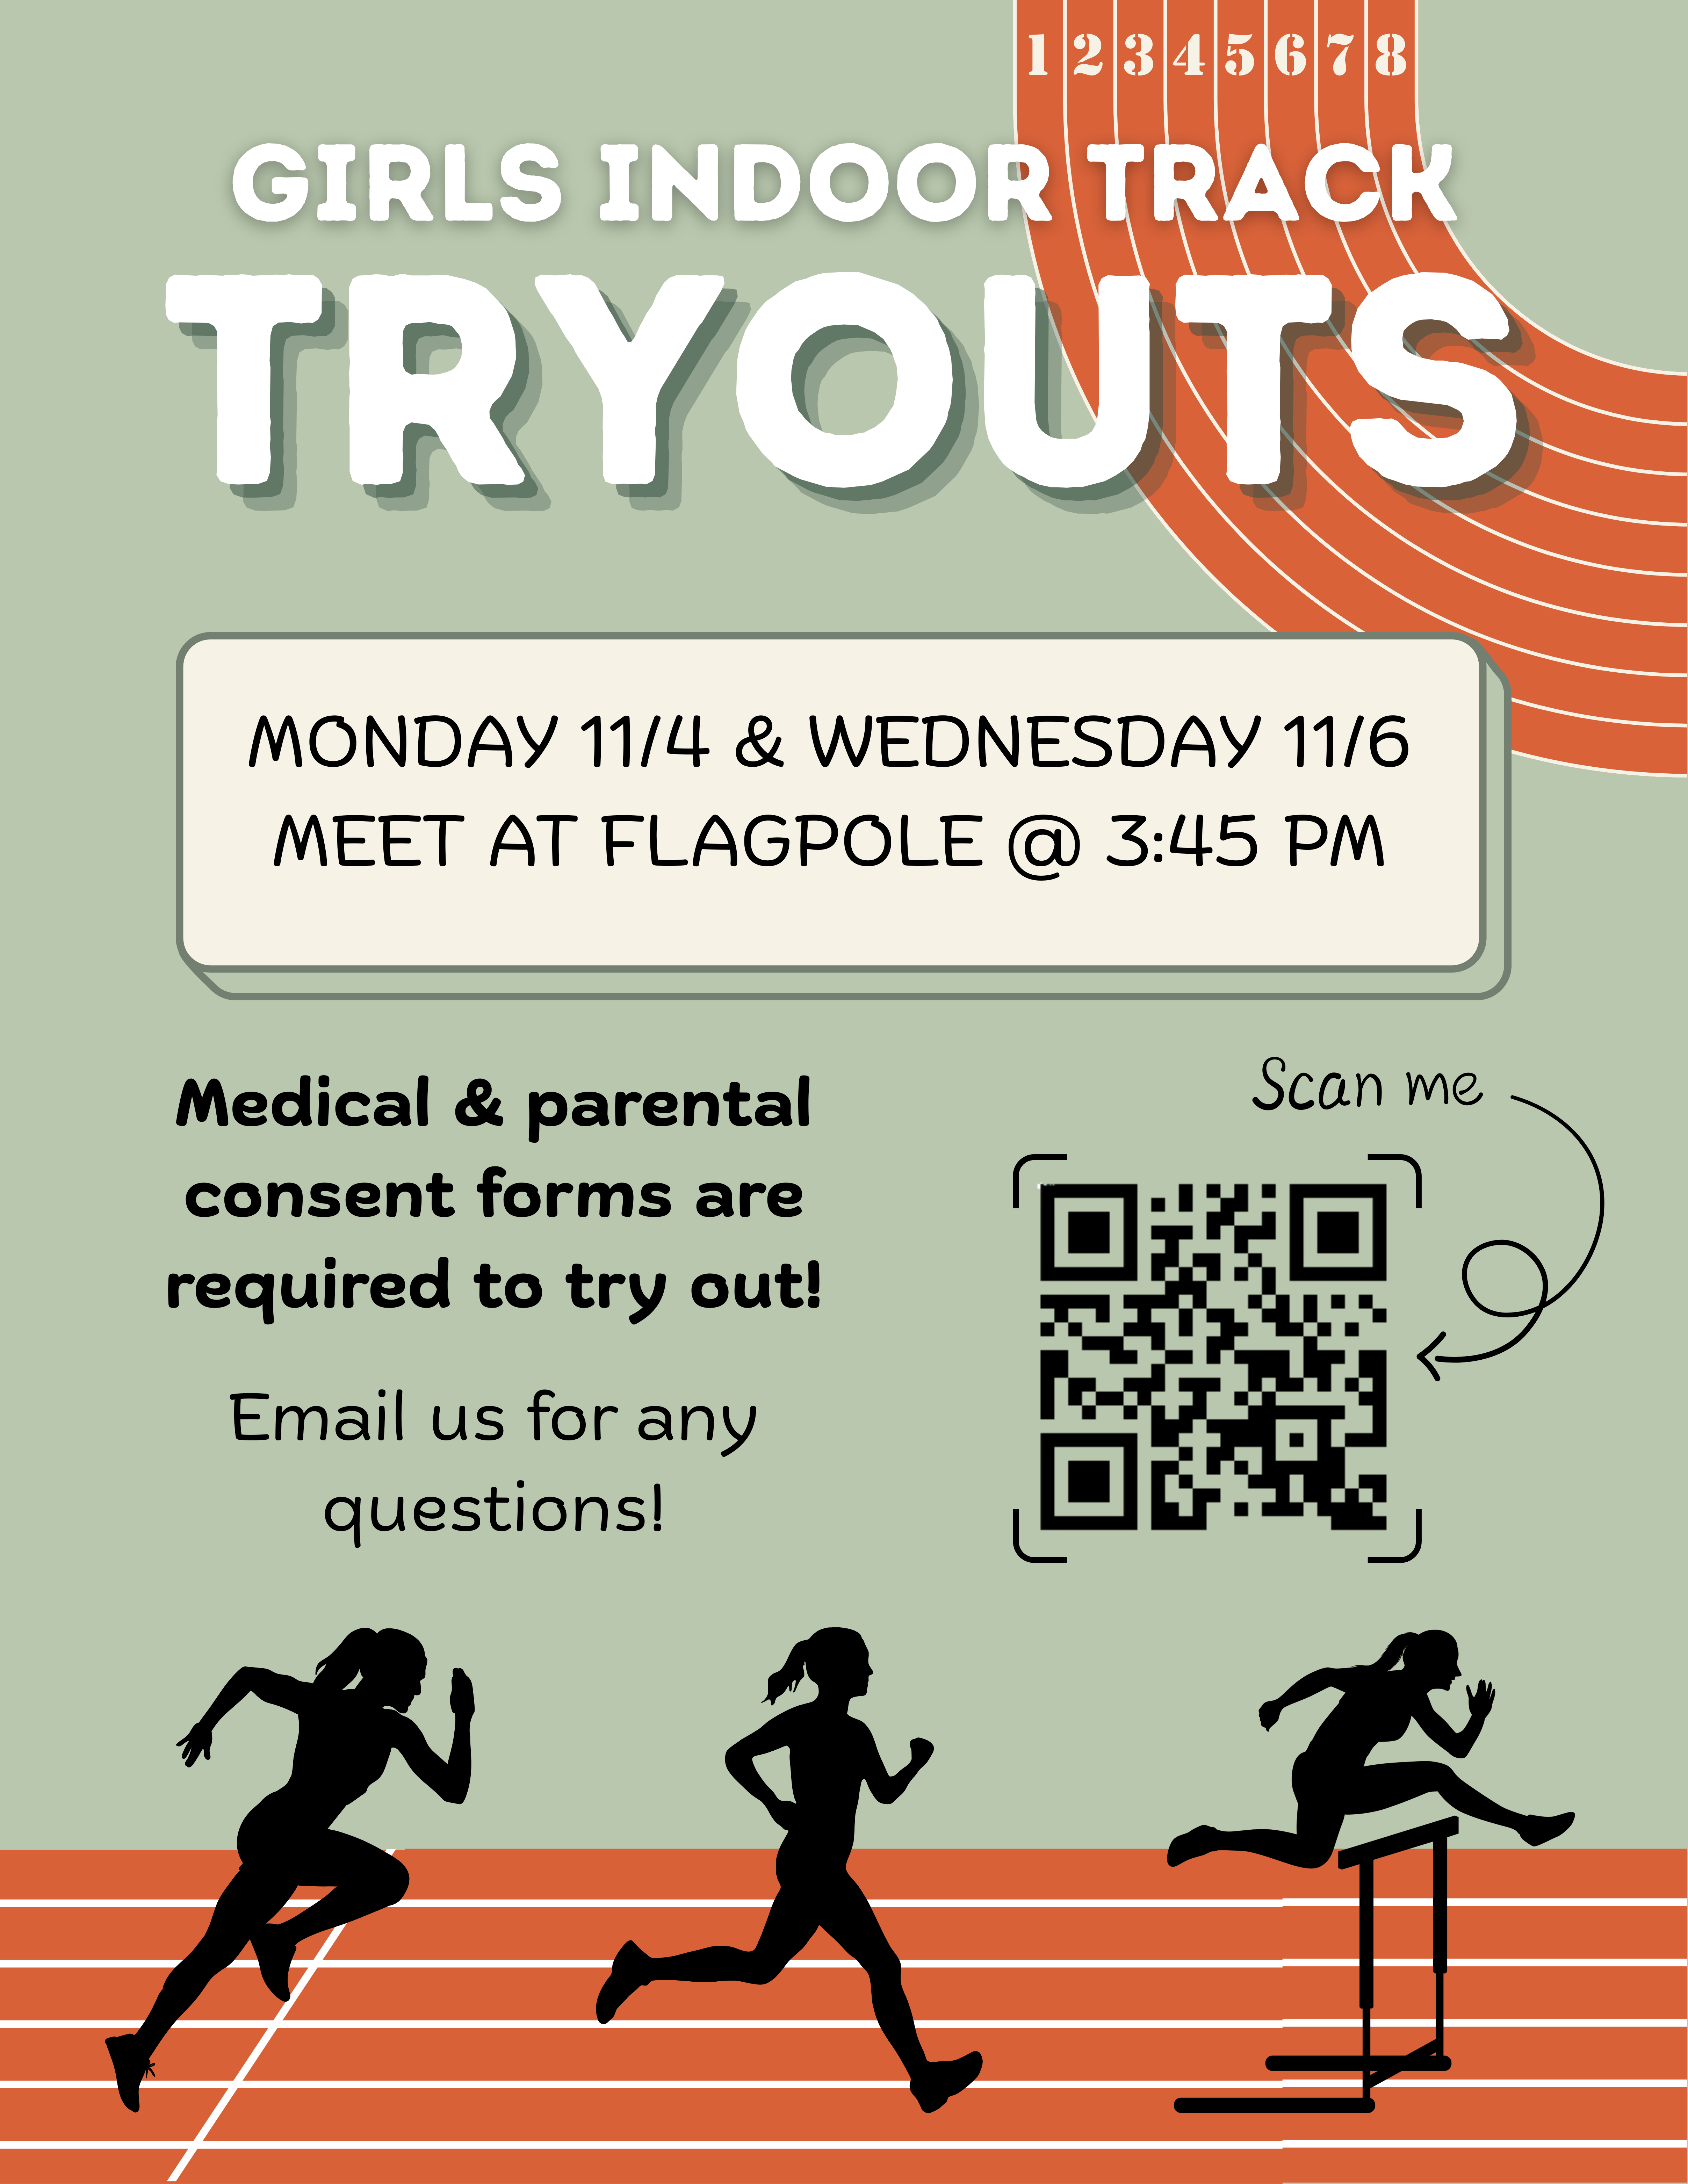 1 2 3 4 5 6 7 8
GIRLS INDOOR TRACK
TRYOUTS
MONDAY 11/4 & WEDNESDAY 11/6
MEET AT FLAGPOLE @ 3:45 PM
Medical & parental
consent forms are
required to try out!
Email us for any
questions!
Scan me